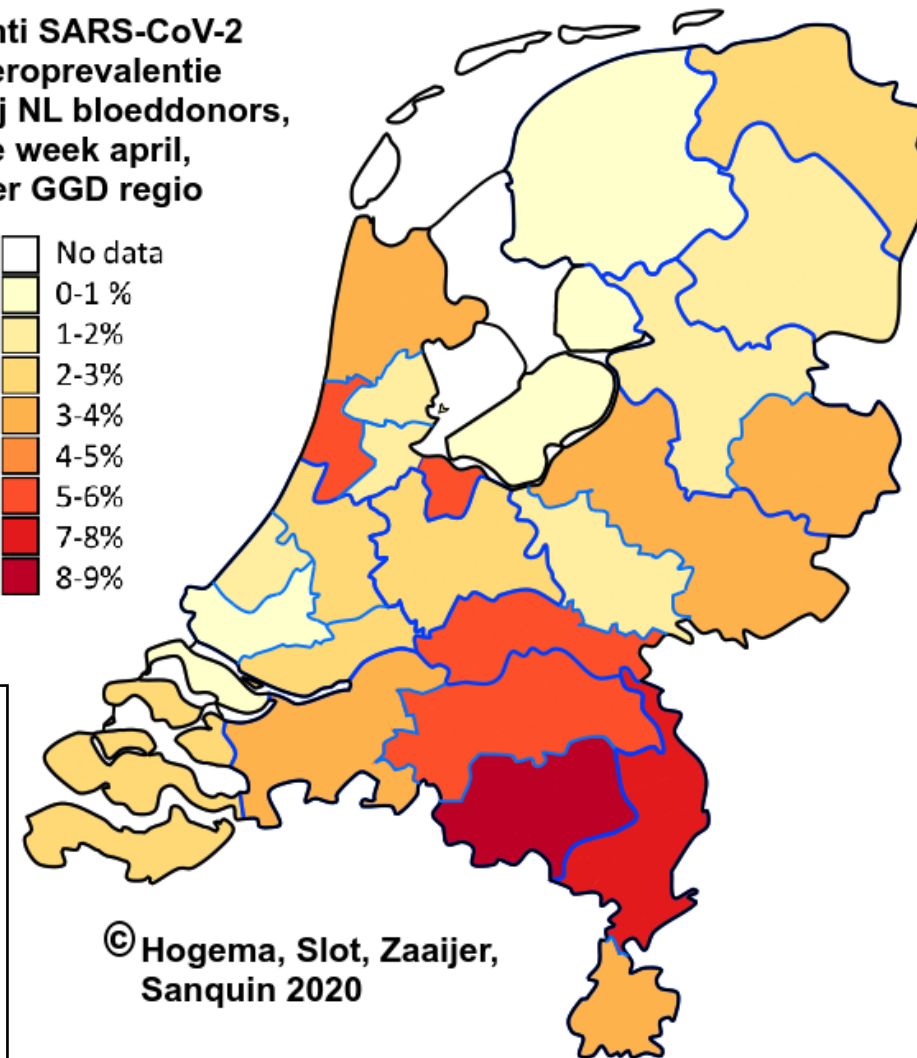 nti SARS-CoV-2
eroprevalentie
j NL bloeddonors,
e week april,
er GGD regio
No data
0-1 %
1-2%
2-3%
3-4%
4-5%
5-6%
7-8%
8-9%
© Hogema, Slot, Zaaijer,
Sanquin 2020